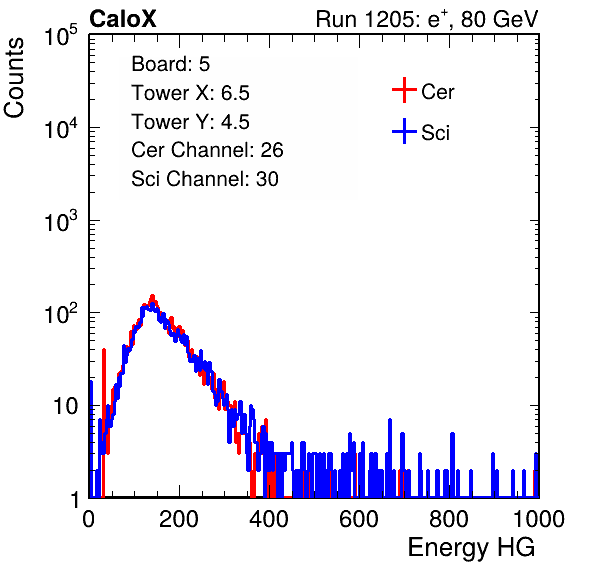 CaloX Run 1205: e⁺, 80 GeV
Counts
10⁵
10⁴
10³
10²
10
1
Board: 5
Tower X: 6.5
Tower Y: 4.5
Cer Channel: 26
Sci Channel: 30
Cer
Sci
0 200 400 600 800 1000
Energy HG